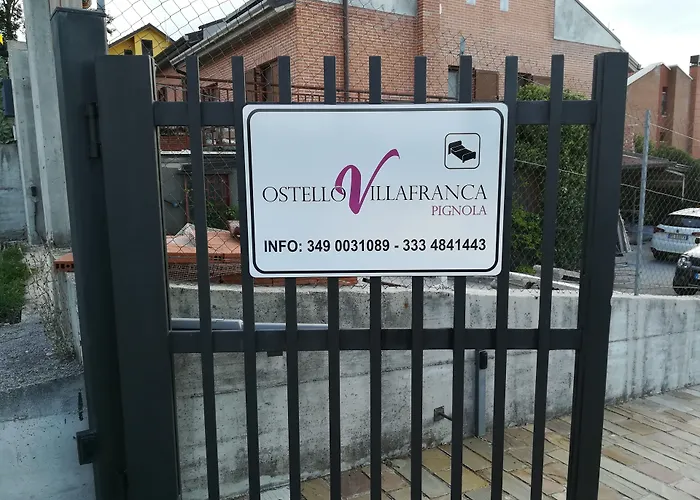 OSTELLO VILLAFRANCA
PIGNOLA
INFO: 349 0031089 - 333 4841443